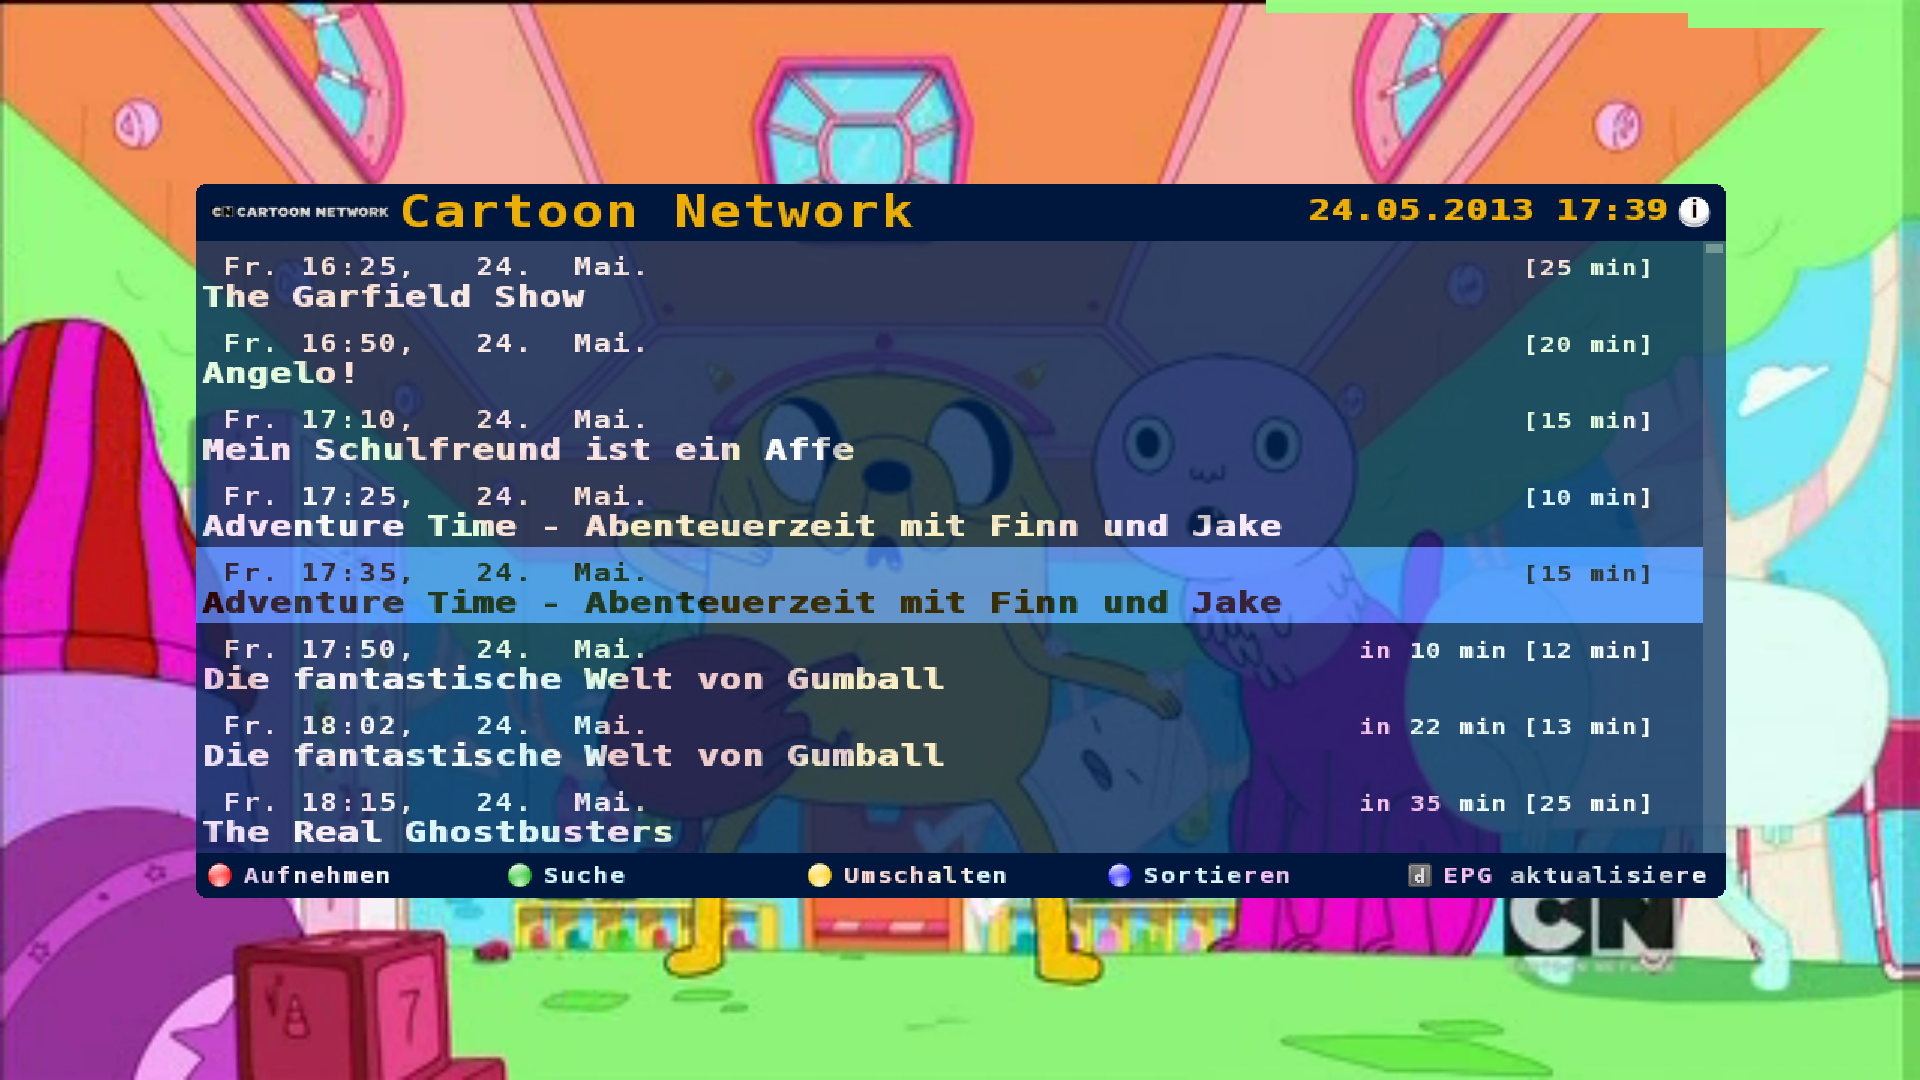 CN CARTOON NETWORK Cartoon Network 24.05.2013 17:39 i
Fr. 16:25, 24. Mai. [25 min]
The Garfield Show
Fr. 16:50, 24. Mai. [20 min]
Angelo!
Fr. 17:10, 24. Mai. [15 min]
Mein Schulfreund ist ein Affe
Fr. 17:25, 24. Mai. [10 min]
Adventure Time - Abenteuerzeit mit Finn und Jake
Fr. 17:35, 24. Mai. [15 min]
Adventure Time - Abenteuerzeit mit Finn und Jake
Fr. 17:50, 24. Mai. in 10 min [12 min]
Die fantastische Welt von Gumball
Fr. 18:02, 24. Mai. in 22 min [13 min]
Die fantastische Welt von Gumball
Fr. 18:15, 24. Mai. in 35 min [25 min]
The Real Ghostbusters
Aufnehmen Suche Umschalten Sortieren d EPG aktualisiere
CN
CARTOON NETWORK
7